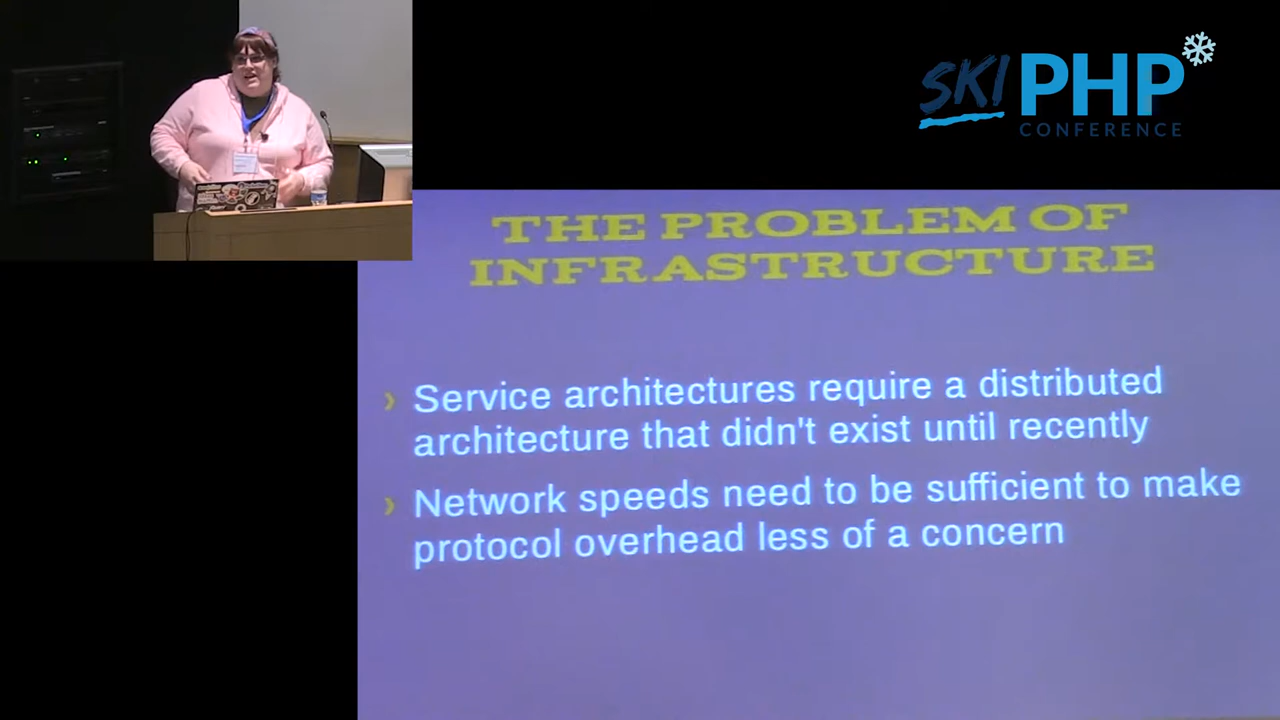 SKI PHP
CONFERENCE
THE PROBLEM OF
INFRASTRUCTURE
› Service architectures require a distributed
architecture that didn't exist until recently
› Network speeds need to be sufficient to make
protocol overhead less of a concern